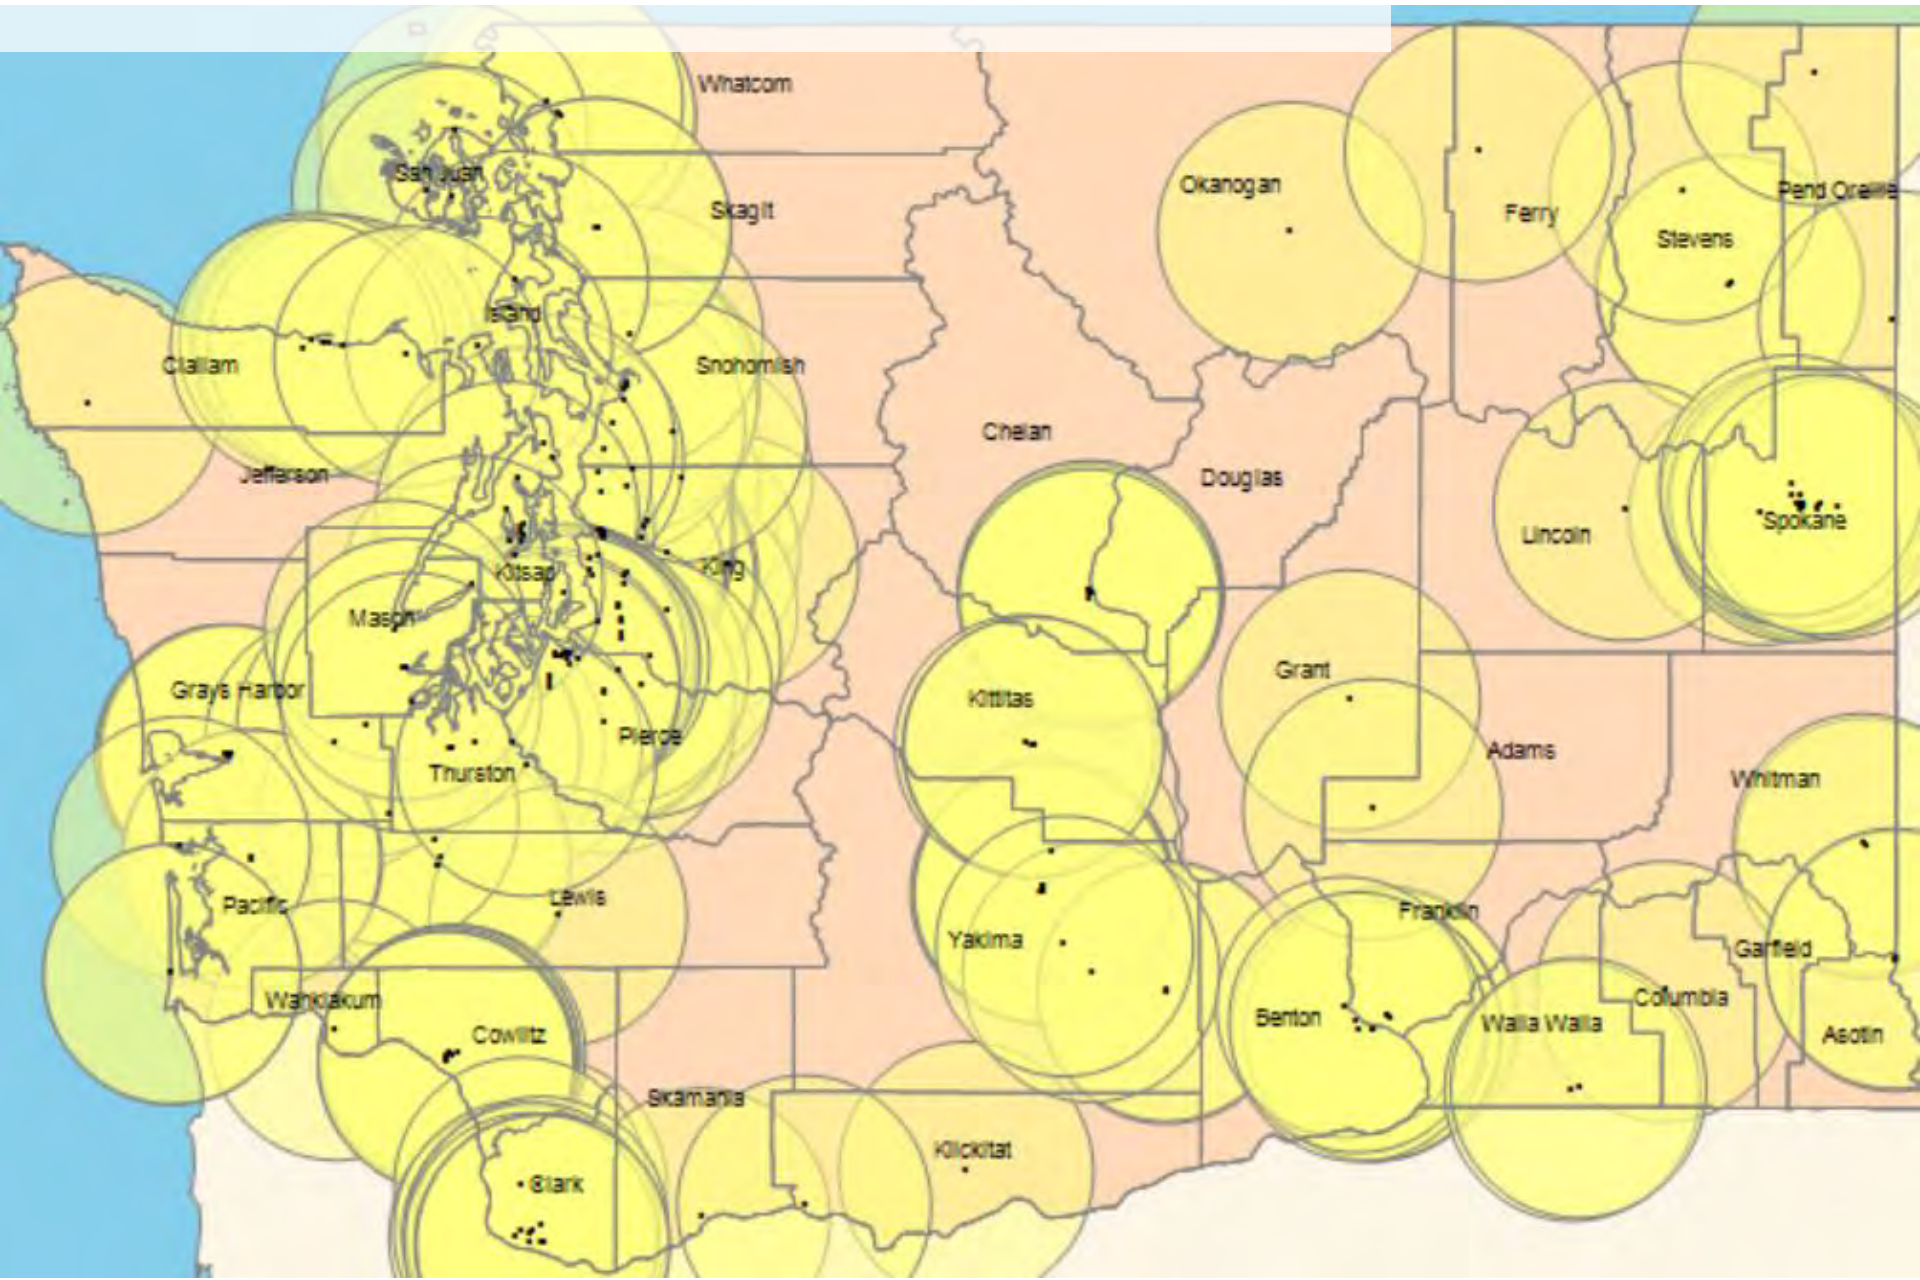 Whatcom
San Juan
Okanogan
Pend Oreille
Skagit
Ferry
Stevens
Island
Clallam
Snohomish
Chelan
Jefferson
Douglas
Spokane
Lincoln
Kitsap
King
Mason
Grant
Grays Harbor
Kittitas
Pierce
Adams
Thurston
Whitman
Lewis
Pacific
Franklin
Yakima
Garfield
Wahkiakum
Columbia
Benton
Walla Walla
Cowlitz
Asotin
Skamania
Klickitat
Clark